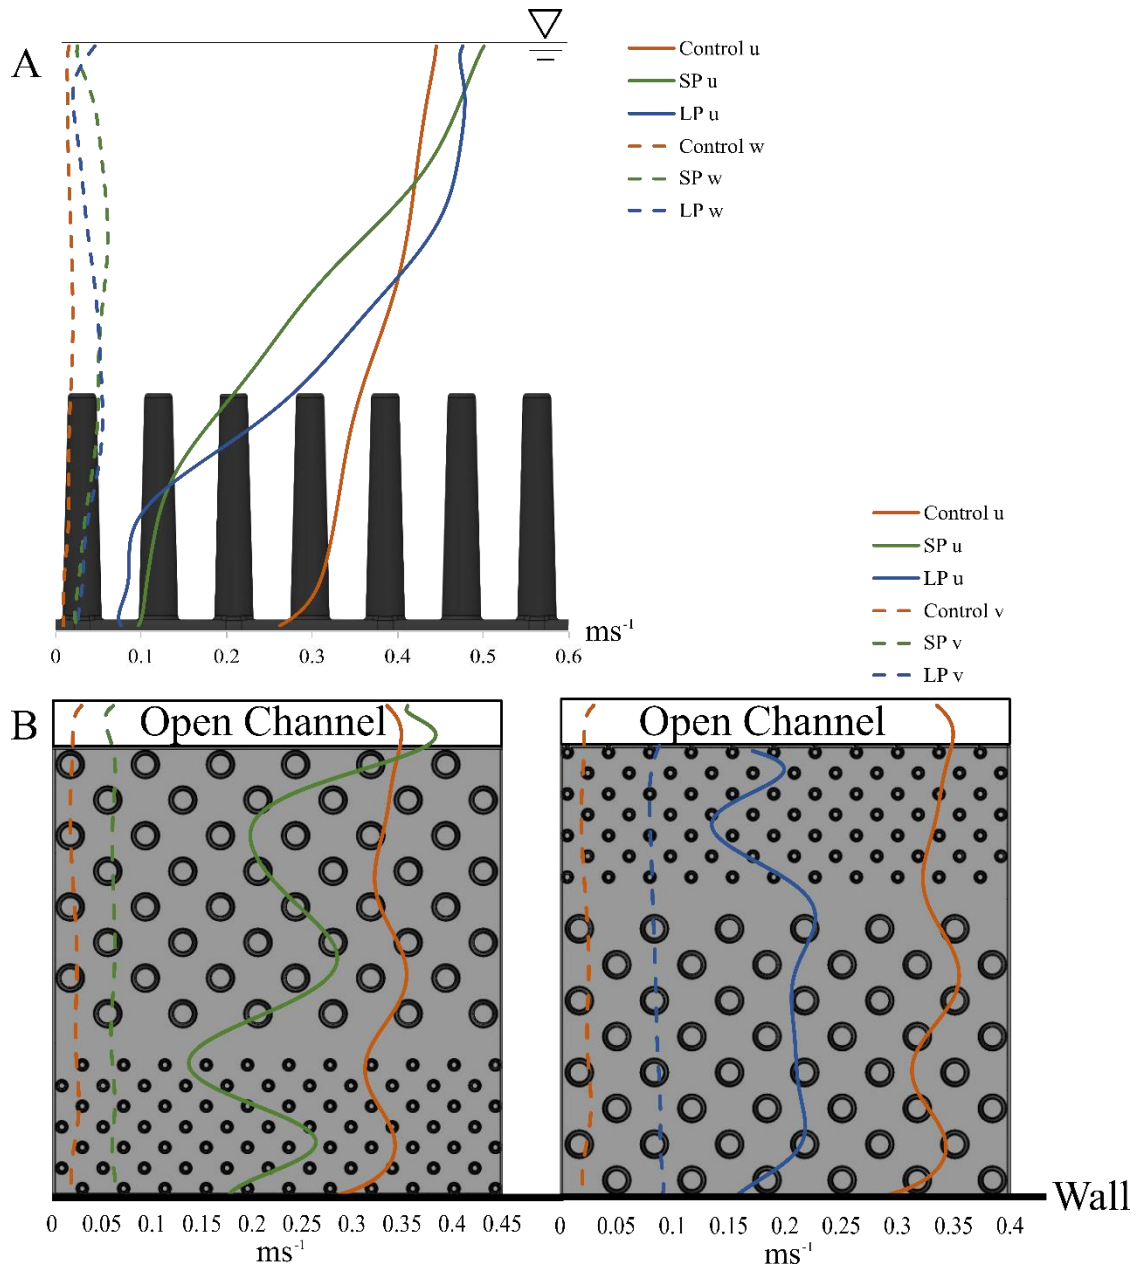 A
Control u
SP u
LP u
Control w
SP w
LP w
ms⁻¹
0 0.1 0.2 0.3 0.4 0.5 0.6
Control u
SP u
LP u
Control v
SP v
LP v
B
Open Channel
Open Channel
Wall
0 0.05 0.1 0.15 0.2 0.25 0.3 0.35 0.4 0.45
ms⁻¹
0 0.05 0.1 0.15 0.2 0.25 0.3 0.35 0.4
ms⁻¹